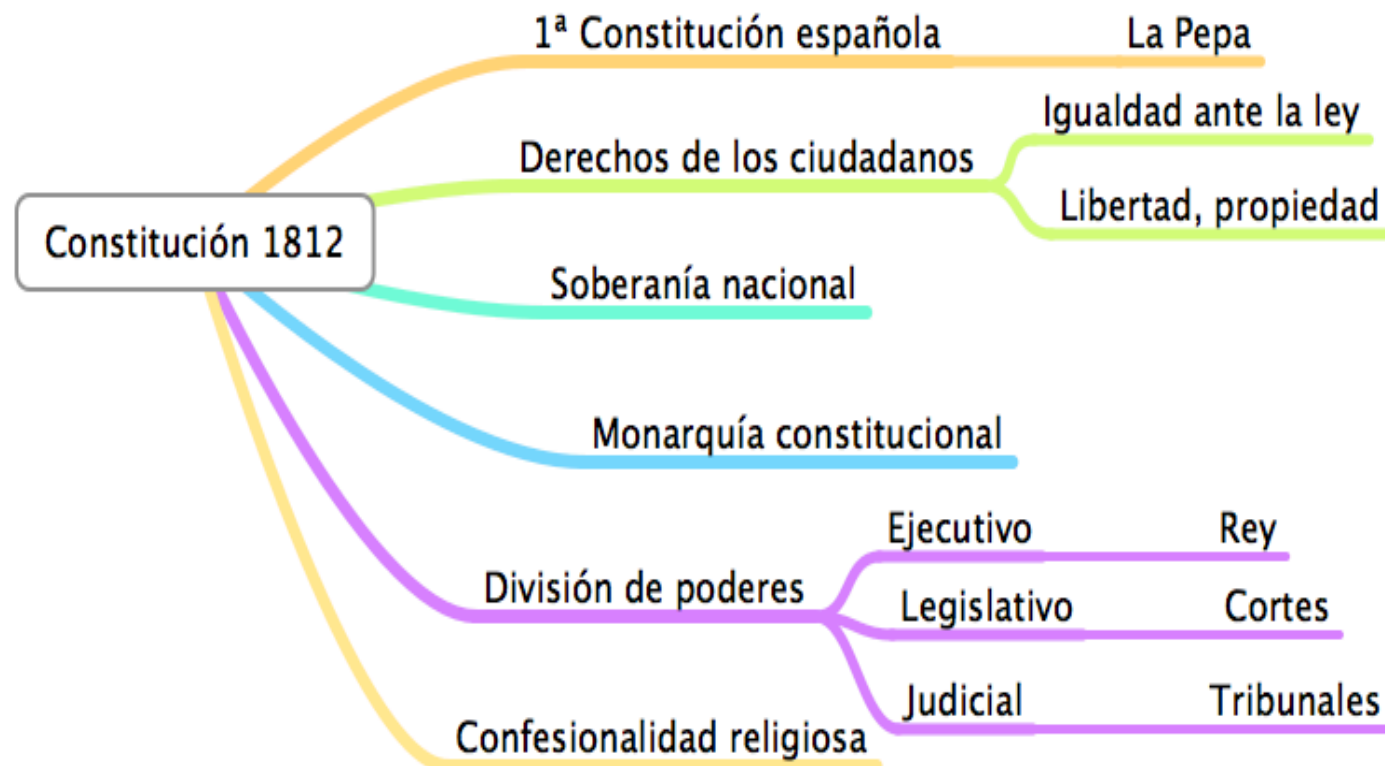 1ª Constitución española
La Pepa
Igualdad ante la ley
Derechos de los ciudadanos
Libertad, propiedad
Constitución 1812
Soberanía nacional
Monarquía constitucional
Ejecutivo
Rey
División de poderes
Legislativo
Cortes
Judicial
Tribunales
Confesionalidad religiosa